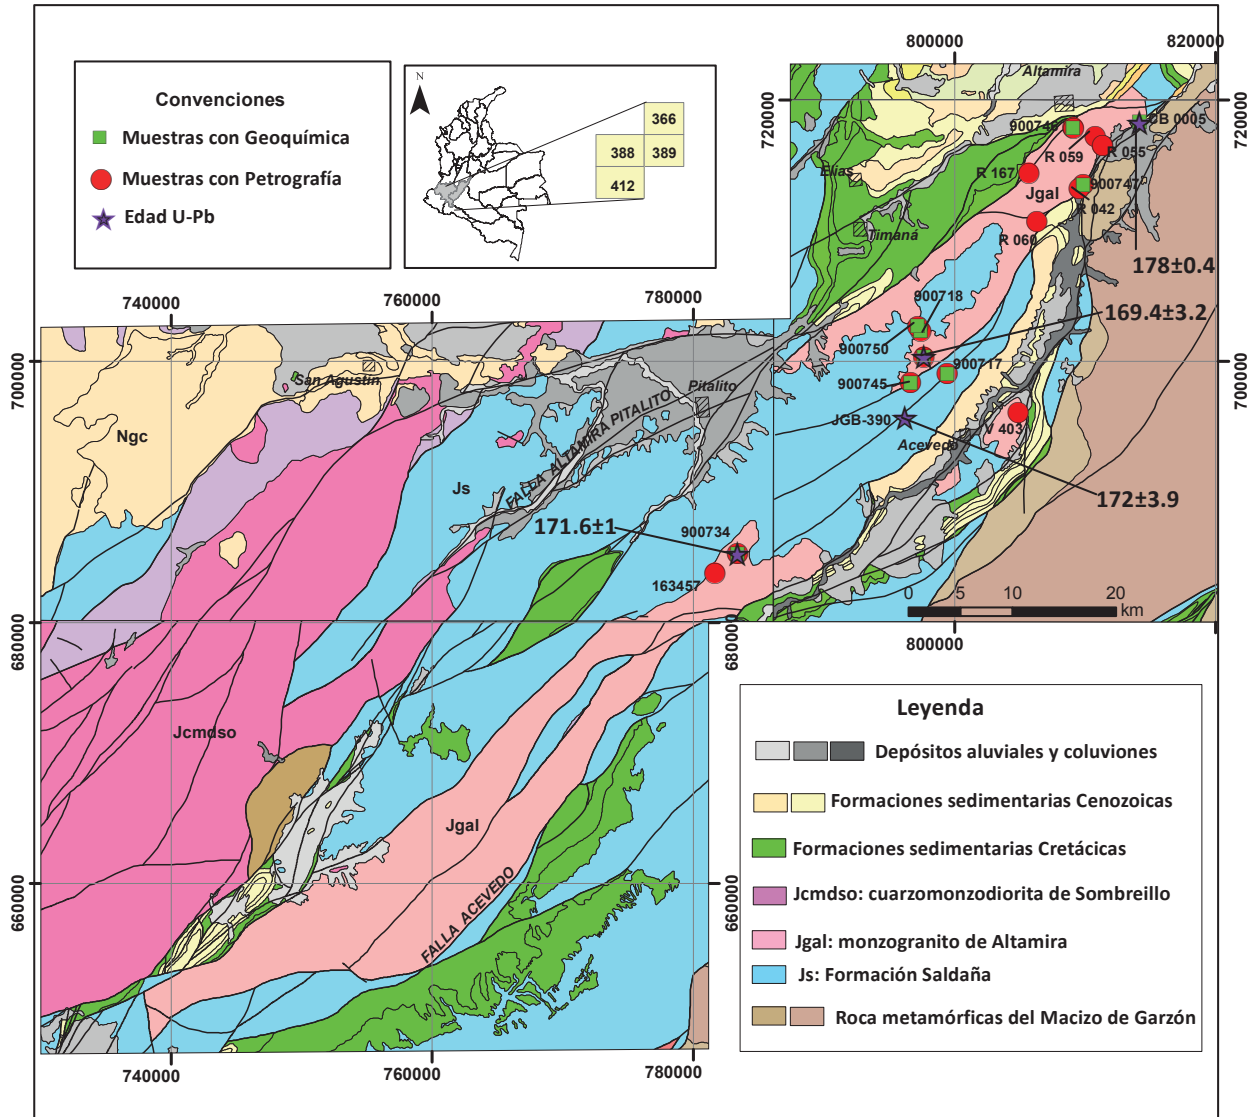 Convenciones
Muestras con Geoquímica
Muestras con Petrografía
Edad U-Pb
N
366
388
389
412
800000
820000
720000
720000
Altamira
900746
CB 0005
R 059
R 055
Elias
R 167
900747
Jgal
R 042
Timaná
R 060
178±0.4
740000
760000
780000
900718
169.4±3.2
900750
700000
700000
San Agustin
Pitalito
900745
900717
FALLA ALTAMIRA PITALITO
JGB-390
V 403
Acevedo
Ngc
Js
172±3.9
171.6±1
900734
163457
0 5 10 20
km
680000
680000
800000
Jcmdso
Jgal
FALLA ACEVEDO
660000
660000
740000
760000
780000
Leyenda
Depósitos aluviales y coluviones
Formaciones sedimentarias Cenozoicas
Formaciones sedimentarias Cretácicas
Jcmdso: cuarzomonzodiorita de Sombreillo
Jgal: monzogranito de Altamira
Js: Formación Saldaña
Roca metamórficas del Macizo de Garzón